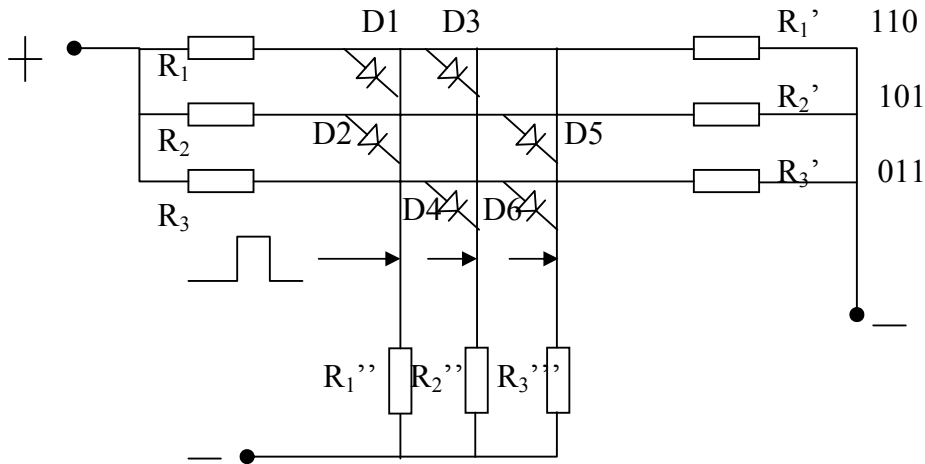 D1 D3 R₁’ 110
+
R₁
R₂’ 101
R₂ D2 D5
R₃’ 011
R₃ D4 D6
R₁’’ R₂’’ R₃’’’